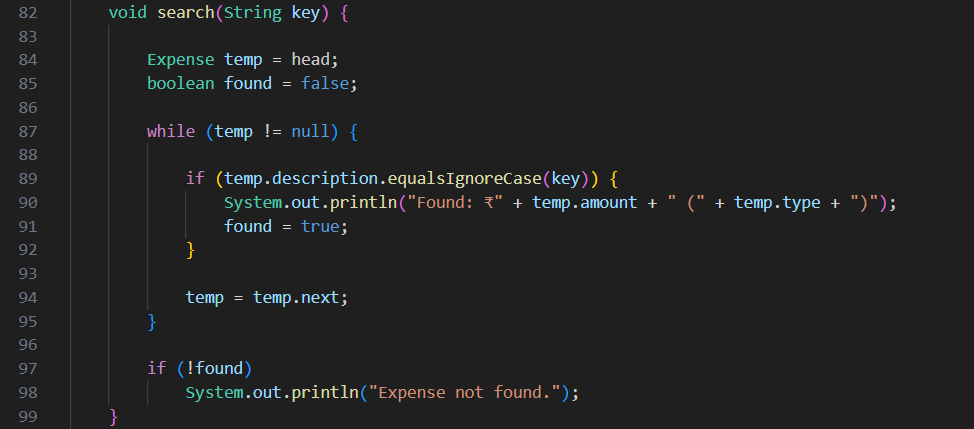 82 void search(String key) {
83
84 Expense temp = head;
85 boolean found = false;
86
87 while (temp != null) {
88
89 if (temp.description.equalsIgnoreCase(key)) {
90 System.out.println("Found: ₹" + temp.amount + " (" + temp.type + ")");
91 found = true;
92 }
93
94 temp = temp.next;
95 }
96
97 if (!found)
98 System.out.println("Expense not found.");
99 }